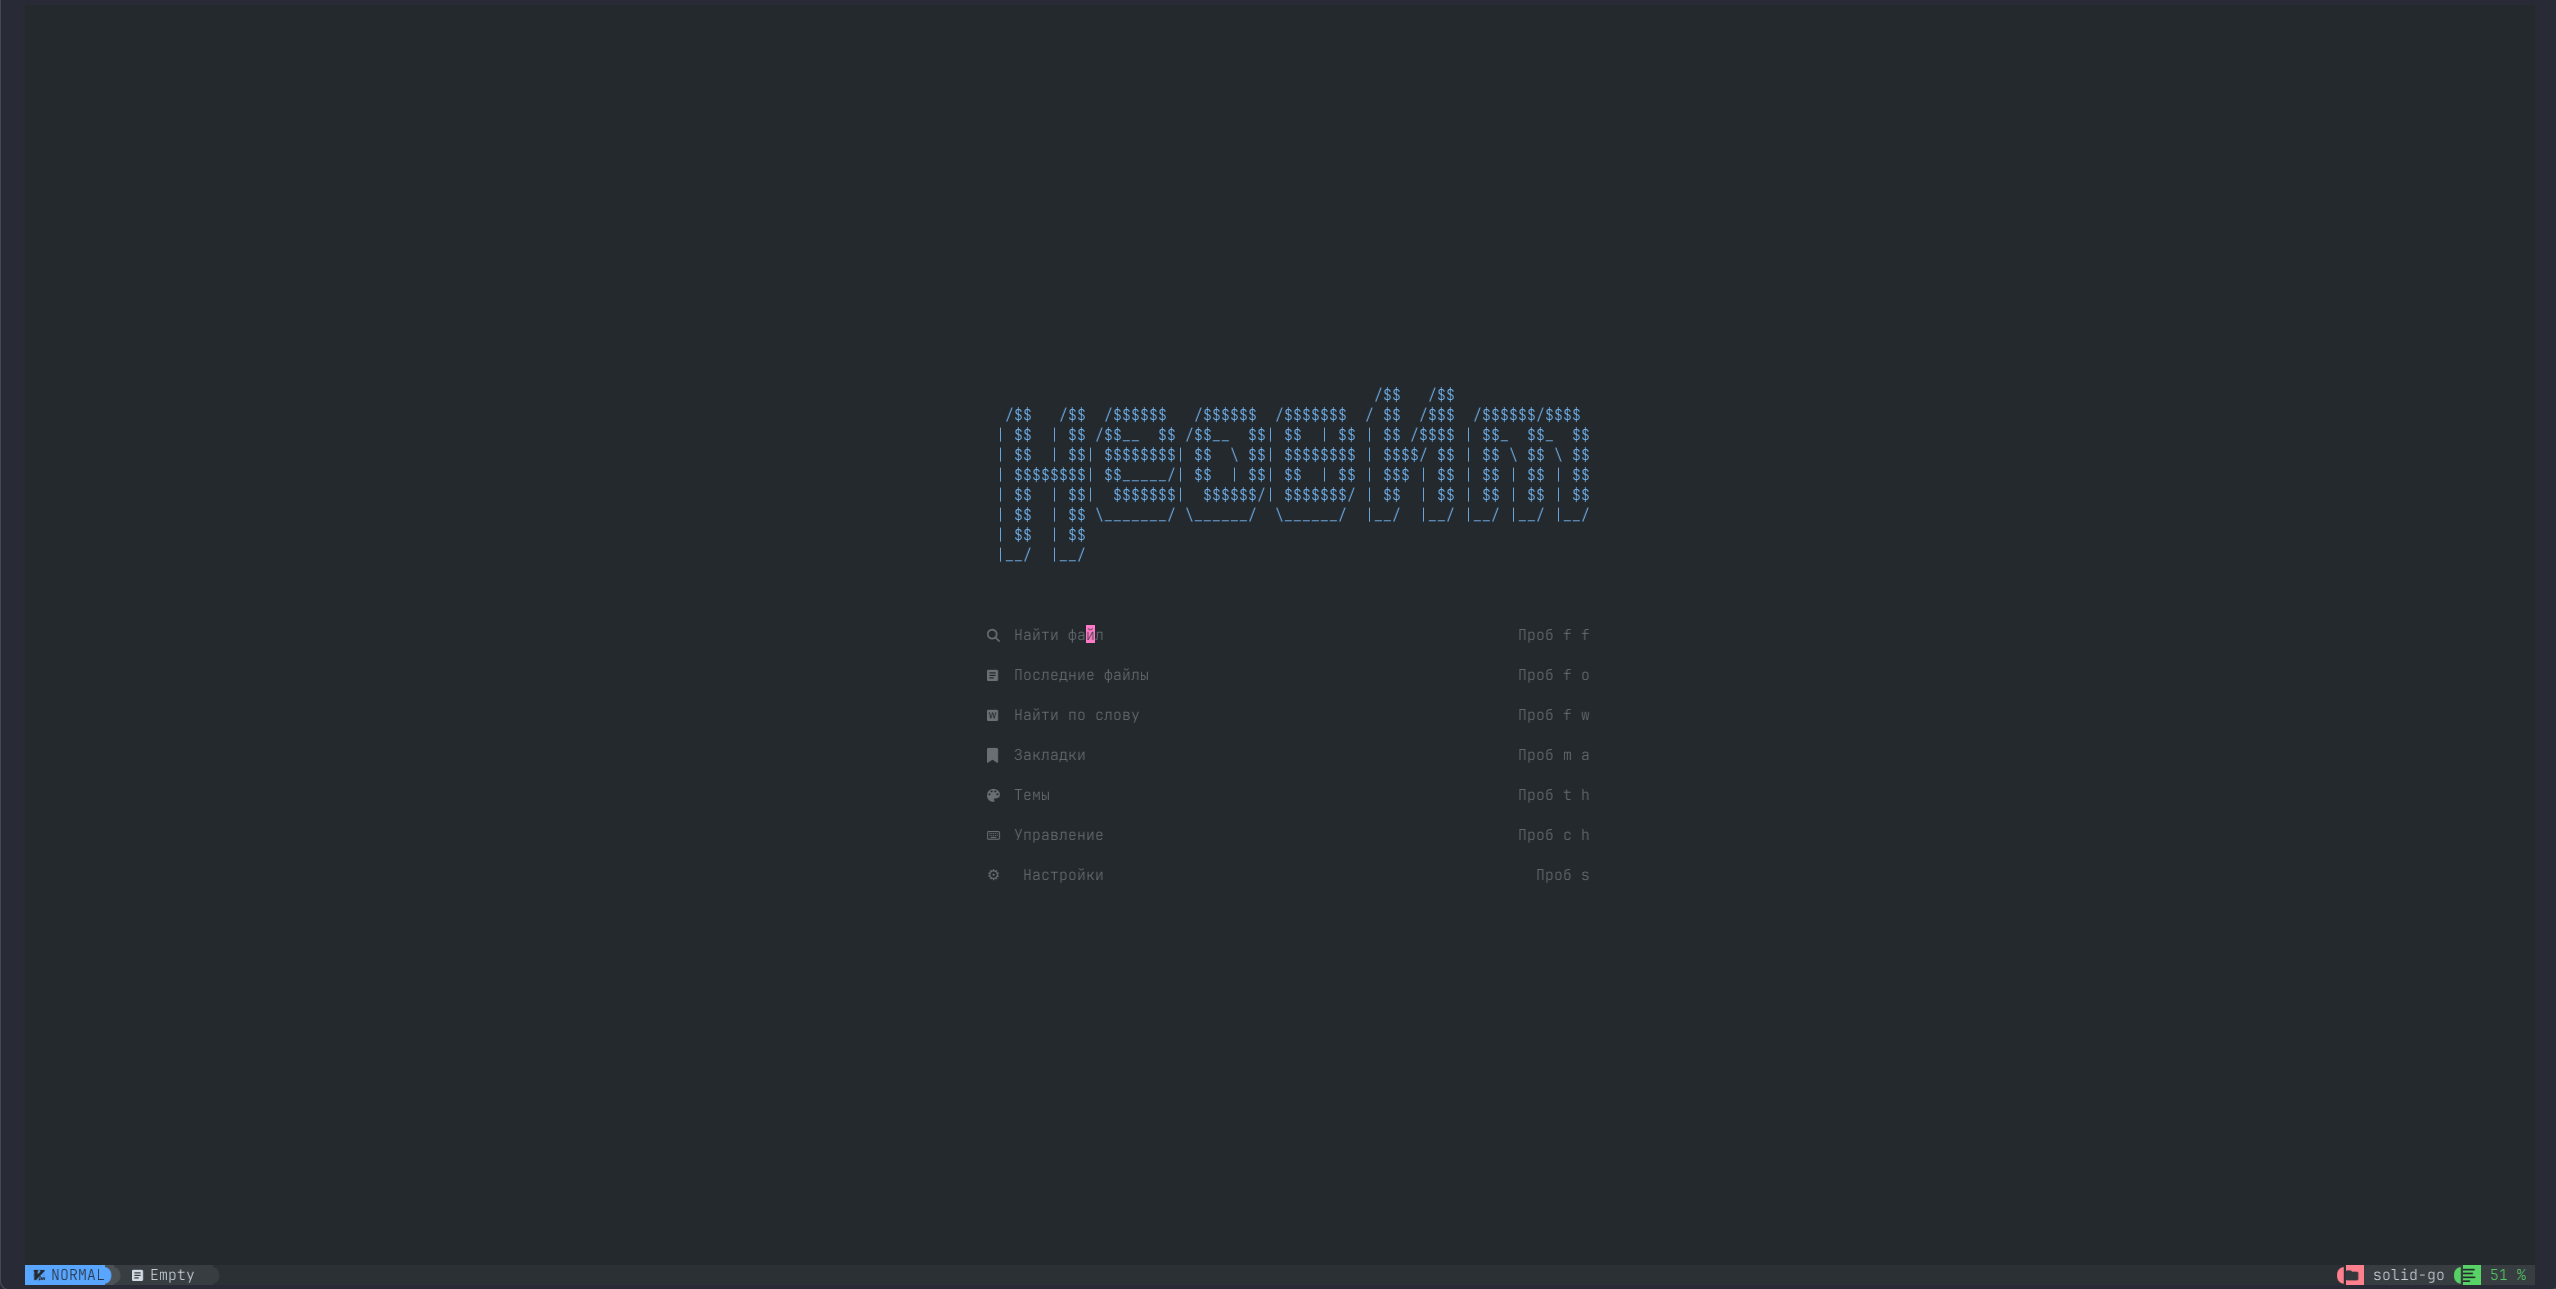 /$$   /$$
 /$$   /$$  /$$$$$$   /$$$$$$  /$$$$$$$  / $$  /$$$  /$$$$$$/$$$$
| $$  | $$ /$$__  $$ /$$__  $$| $$  | $$ | $$ /$$$$ | $$_  $$_  $$
| $$  | $$| $$$$$$$$| $$  \ $$| $$$$$$$$ | $$$$/ $$ | $$ \ $$ \ $$
| $$$$$$$$| $$_____/| $$  | $$| $$  | $$ | $$$ | $$ | $$ | $$ | $$
| $$  | $$|  $$$$$$$|  $$$$$$/| $$$$$$$/ | $$  | $$ | $$ | $$ | $$
| $$  | $$ \_______/ \______/  \______/  |__/  |__/ |__/ |__/ |__/
| $$  | $$
|__/  |__/
Найти файл Проб f f
Последние файлы Проб f o
Найти по слову Проб f w
Закладки Проб m a
Темы Проб t h
Управление Проб c h
Настройки Проб s
NORMAL Empty solid-go 51 %